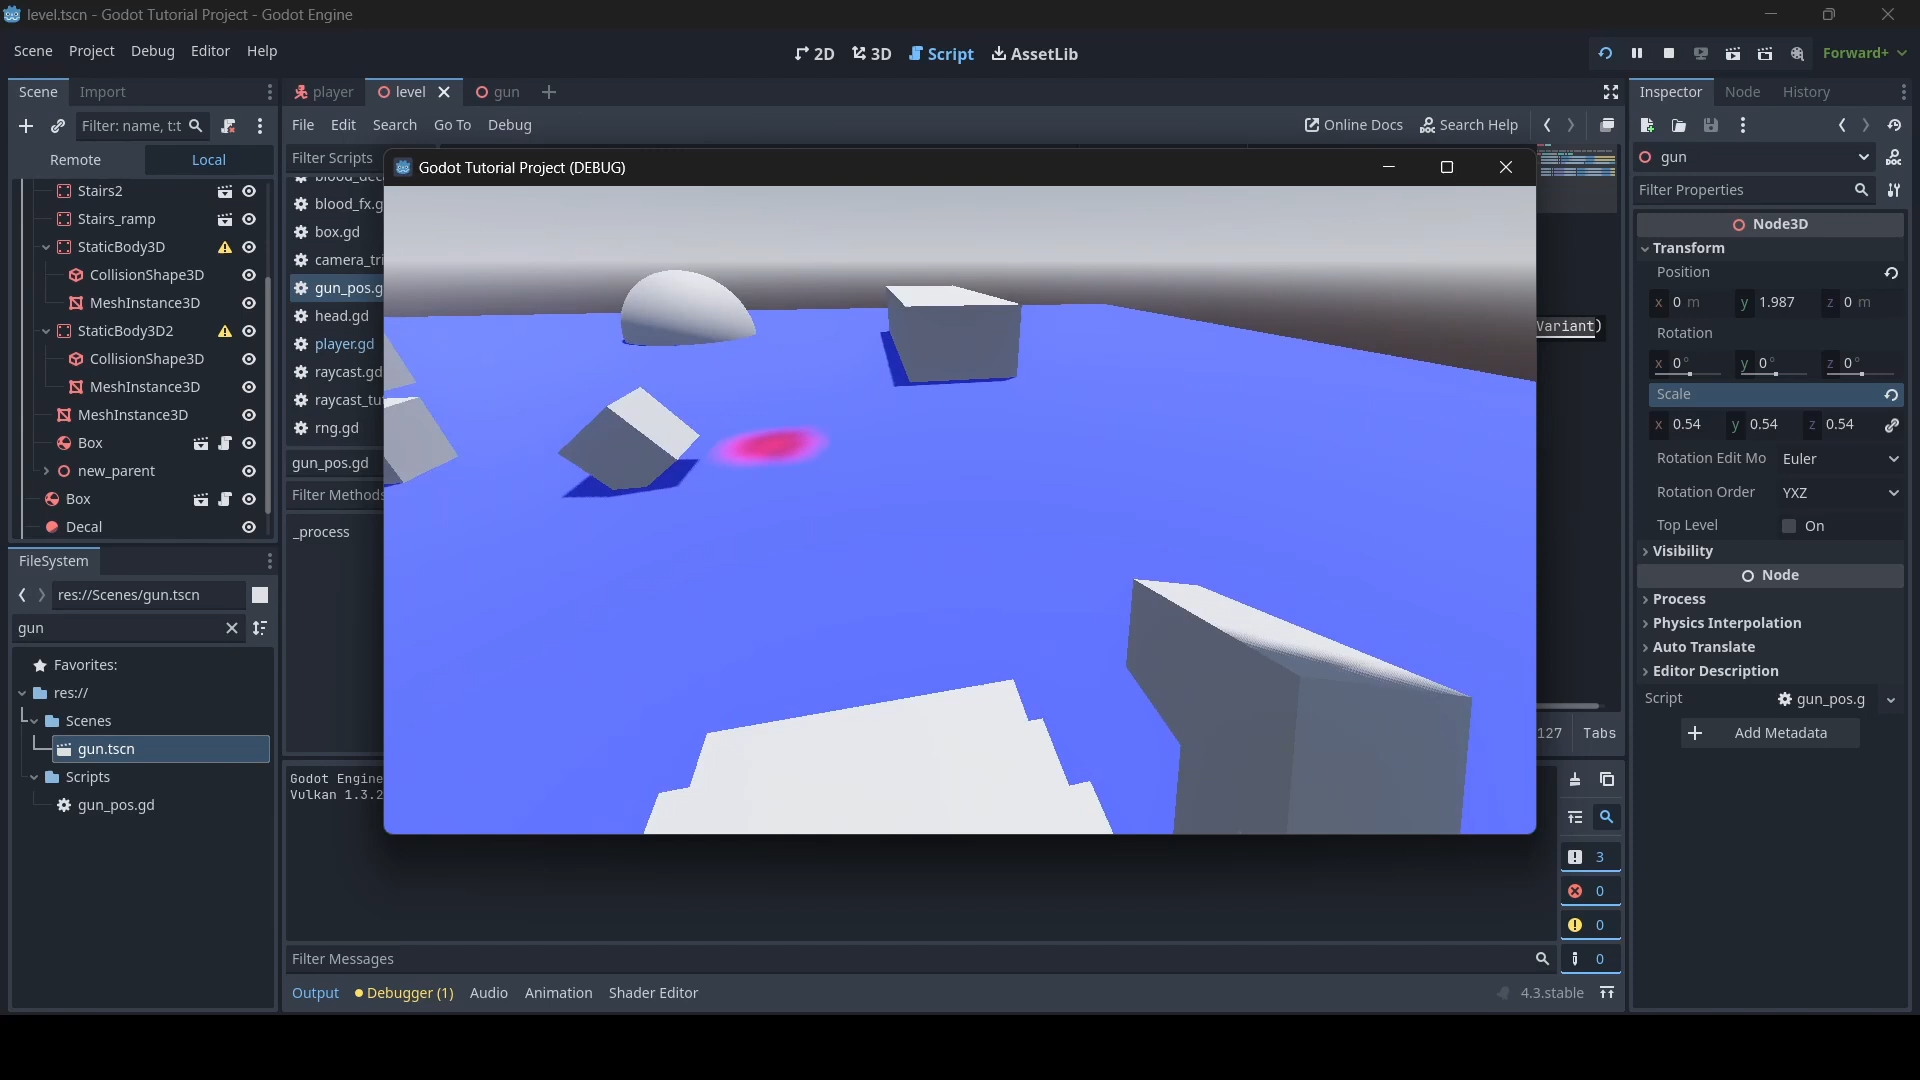 level.tscn - Godot Tutorial Project - Godot Engine
Scene Project Debug Editor Help
2D 3D Script AssetLib
Forward+
Scene Import
Filter: name, t:t
Remote Local
Stairs2
Stairs_ramp
StaticBody3D
CollisionShape3D
MeshInstance3D
StaticBody3D2
CollisionShape3D
MeshInstance3D
MeshInstance3D
Box
new_parent
Box
Decal
FileSystem
res://Scenes/gun.tscn
gun
Favorites:
res://
Scenes
gun.tscn
Scripts
gun_pos.gd
player level gun
File Edit Search Go To Debug
Online Docs Search Help
Filter Scripts
blood_fx.g
box.gd
camera_tri
gun_pos.g
head.gd
player.gd
raycast.gd
raycast_tu
rng.gd
gun_pos.gd
Filter Methods
_process
Godot Tutorial Project (DEBUG)
Variant)
127 Tabs
Godot Engine
Vulkan 1.3.2
3
0
0
0
Filter Messages
Output Debugger (1) Audio Animation Shader Editor
4.3.stable
Inspector Node History
gun
Filter Properties
Node3D
Transform
Position
x 0 m y 1.987 z 0 m
Rotation
x 0° y 0° z 0°
Scale
x 0.54 y 0.54 z 0.54
Rotation Edit Mo Euler
Rotation Order YXZ
Top Level On
Visibility
Node
Process
Physics Interpolation
Auto Translate
Editor Description
Script gun_pos.g
Add Metadata